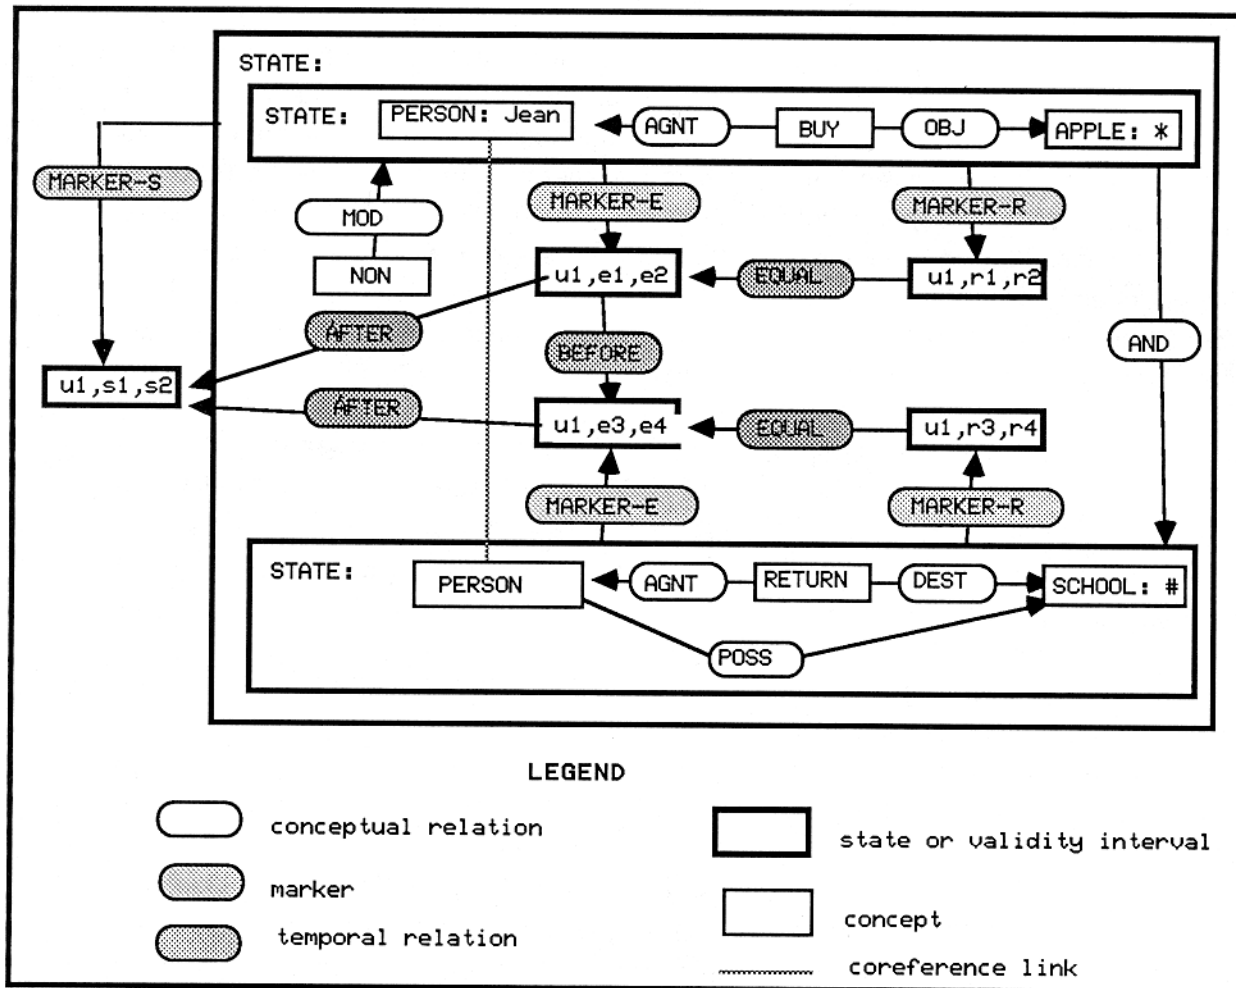 STATE:
STATE:
PERSON: Jean
AGNT
BUY
OBJ
APPLE: *
MARKER-S
MOD
MARKER-E
MARKER-R
NON
u1,e1,e2
EQUAL
u1,r1,r2
AFTER
BEFORE
AND
u1,s1,s2
AFTER
u1,e3,e4
EQUAL
u1,r3,r4
MARKER-E
MARKER-R
STATE:
PERSON
AGNT
RETURN
DEST
SCHOOL: #
POSS
LEGEND
conceptual relation
state or validity interval
marker
concept
temporal relation
coreference link